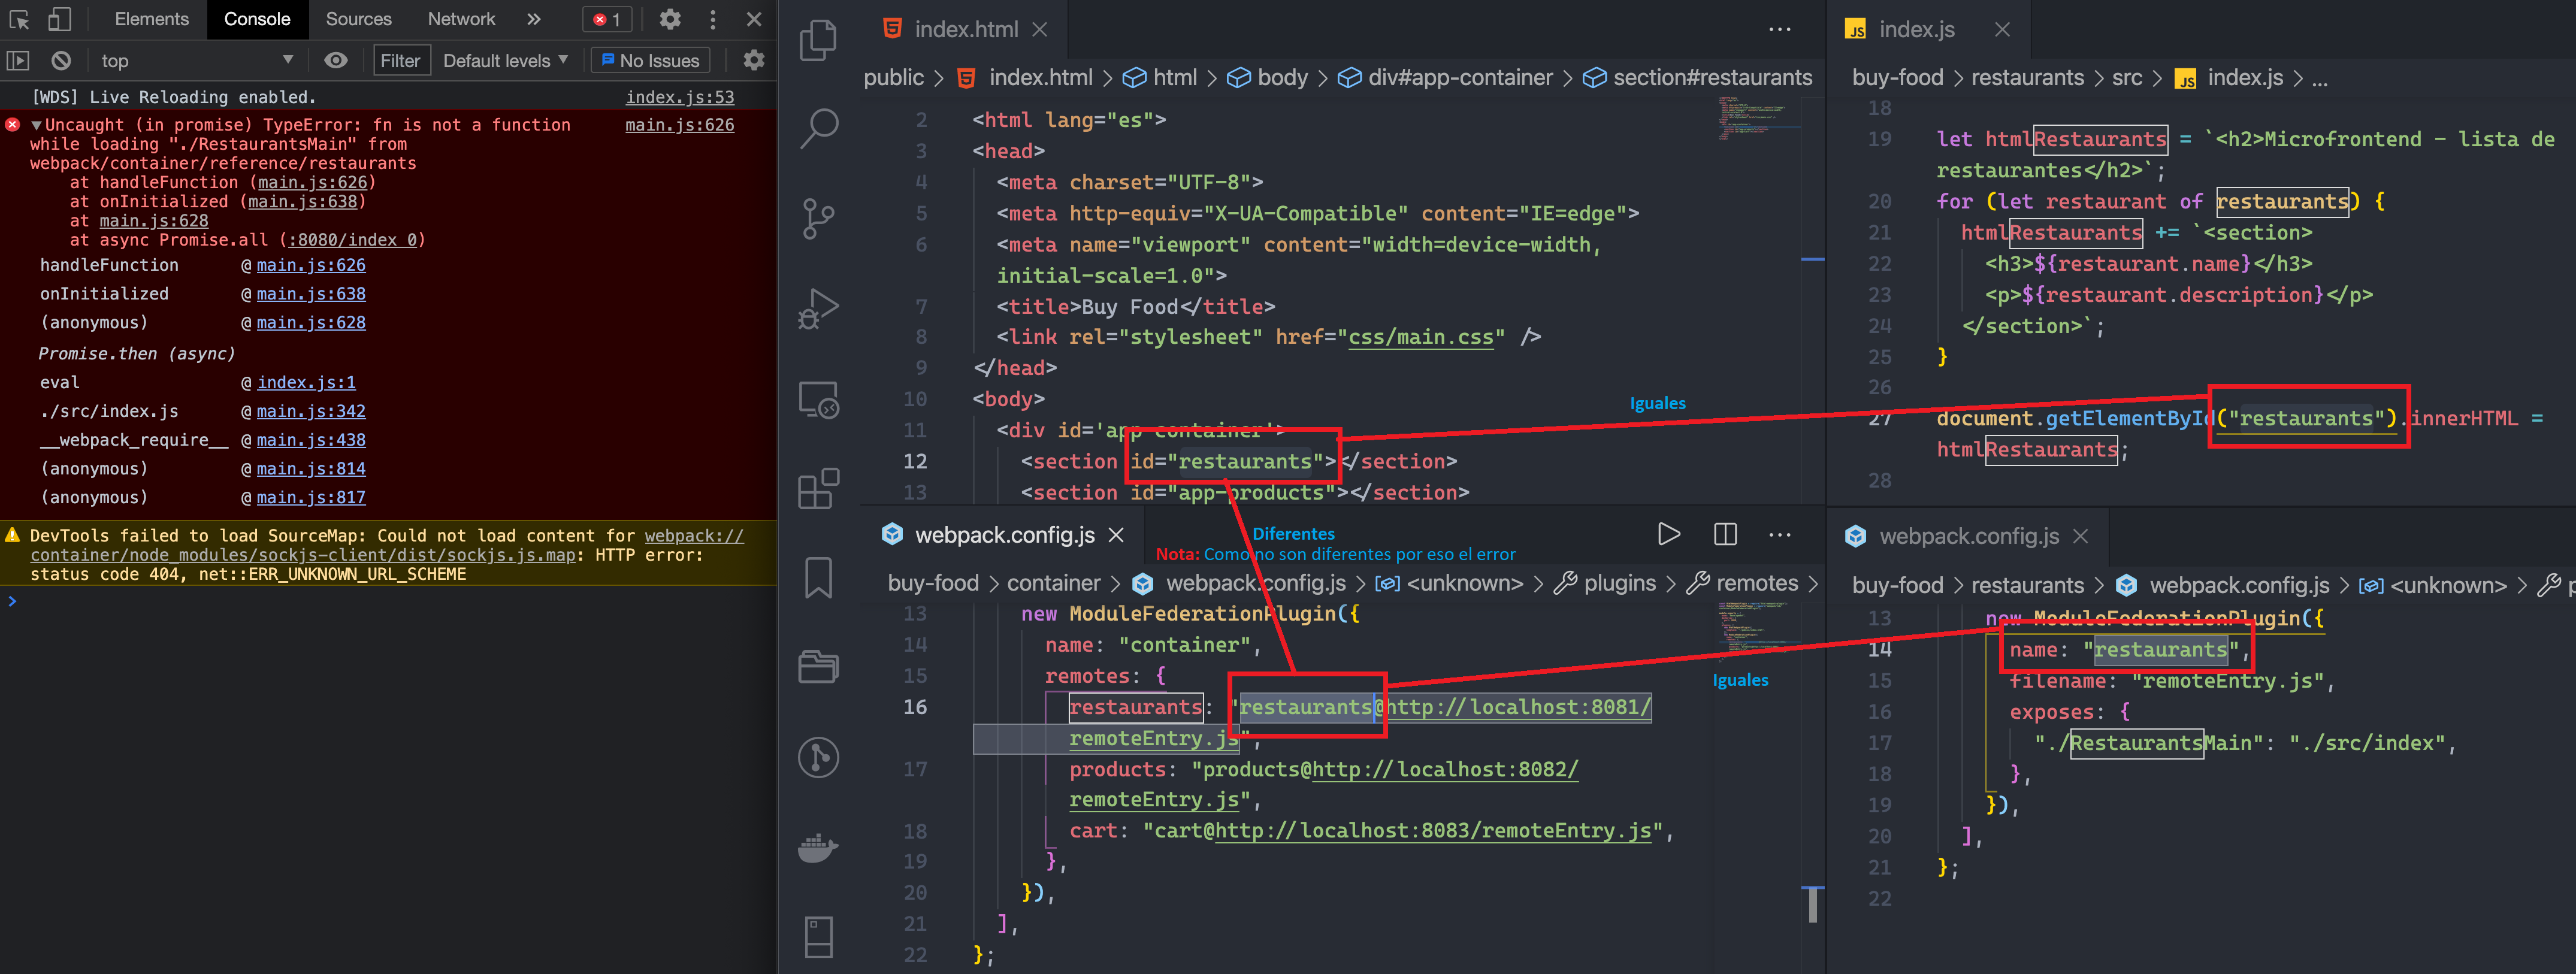 Elements Console Sources Network » 1
top Filter Default levels ▼ No Issues
[WDS] Live Reloading enabled. index.js:53
▼Uncaught (in promise) TypeError: fn is not a function main.js:626
while loading "./RestaurantsMain" from
webpack/container/reference/restaurants
at handleFunction (main.js:626)
at onInitialized (main.js:638)
at main.js:628
at async Promise.all (:8080/index 0)
handleFunction @ main.js:626
onInitialized @ main.js:638
(anonymous) @ main.js:628
Promise.then (async)
eval @ index.js:1
./src/index.js @ main.js:342
__webpack_require__ @ main.js:438
(anonymous) @ main.js:814
(anonymous) @ main.js:817
DevTools failed to load SourceMap: Could not load content for webpack://
container/node_modules/sockjs-client/dist/sockjs.js.map: HTTP error:
status code 404, net::ERR_UNKNOWN_URL_SCHEME
>
index.html ×
public > index.html > html > body > div#app-container > section#restaurants
2 <html lang="es">
3 <head>
4 <meta charset="UTF-8">
5 <meta http-equiv="X-UA-Compatible" content="IE=edge">
6 <meta name="viewport" content="width=device-width,
initial-scale=1.0">
7 <title>Buy Food</title>
8 <link rel="stylesheet" href="css/main.css" />
9 </head>
10 <body>
11 <div id='app-container'>
12 <section id="restaurants"></section>
13 <section id="app-products"></section>
Iguales
Diferentes
Nota: Como no son diferentes por eso el error
webpack.config.js ×
buy-food > container > webpack.config.js > <unknown> > plugins > remotes >
13 new ModuleFederationPlugin({
14 name: "container",
15 remotes: {
16 restaurants: "restaurants@http://localhost:8081/
remoteEntry.js",
17 products: "products@http://localhost:8082/
remoteEntry.js",
18 cart: "cart@http://localhost:8083/remoteEntry.js",
19 },
20 }),
21 ],
22 };
Iguales
JS index.js ×
buy-food > restaurants > src > JS index.js > ...
18
19 let htmlRestaurants = `<h2>Microfrontend - lista de
restaurantes</h2>`;
20 for (let restaurant of restaurants) {
21 htmlRestaurants += `<section>
22 <h3>${restaurant.name}</h3>
23 <p>${restaurant.description}</p>
24 </section>`;
25 }
26
27 document.getElementById("restaurants").innerHTML =
htmlRestaurants;
28
webpack.config.js ×
buy-food > restaurants > webpack.config.js > <unknown> > p
13 new ModuleFederationPlugin({
14 name: "restaurants",
15 filename: "remoteEntry.js",
16 exposes: {
17 "./RestaurantsMain": "./src/index",
18 },
19 }),
20 ],
21 };
22